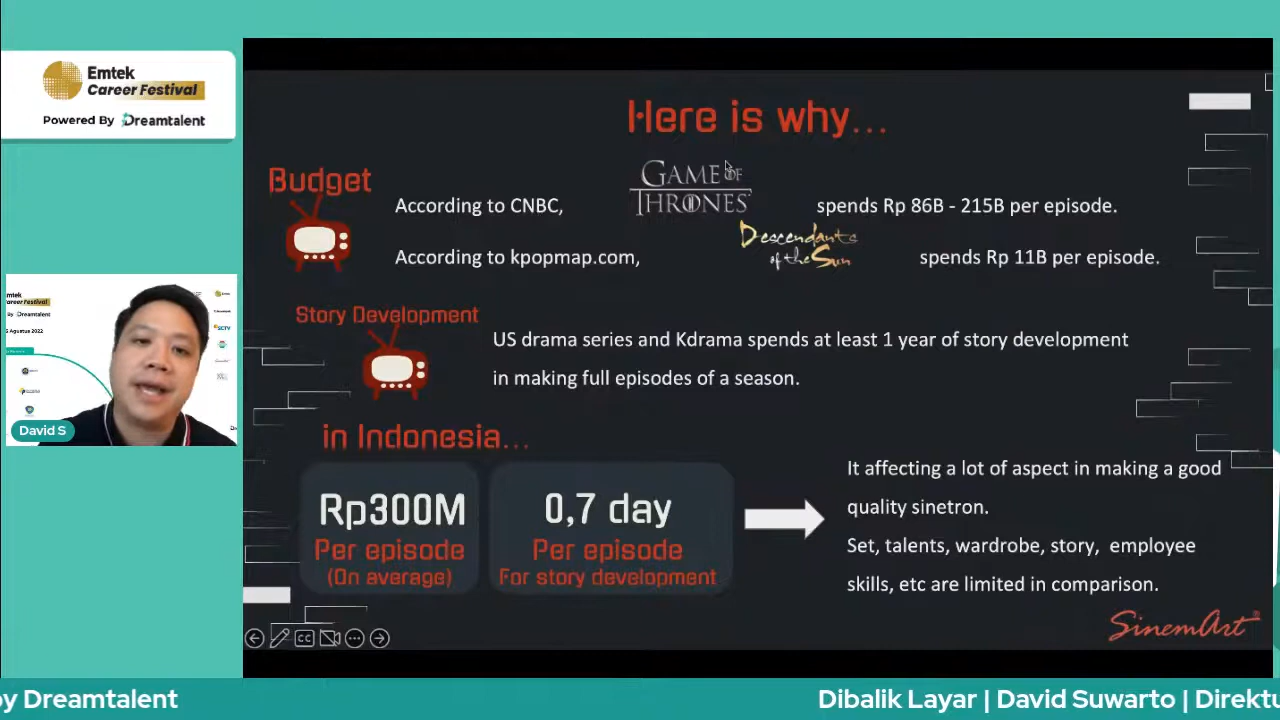 Emtek
Career Festival
Powered By Dreamtalent
Here is why...
Budget
According to CNBC, GAME OF THRONES spends Rp 86B - 215B per episode.
According to kpopmap.com, Descendants of the Sun spends Rp 11B per episode.
Story Development
US drama series and Kdrama spends at least 1 year of story development
in making full episodes of a season.
in Indonesia...
Rp300M
Per episode
(On average)
0,7 day
Per episode
For story development
It affecting a lot of aspect in making a good
quality sinetron.
Set, talents, wardrobe, story, employee
skills, etc are limited in comparison.
SinemArt
CC
David S
SCTV
by Dreamtalent
Dibalik Layar | David Suwarto | Direktu